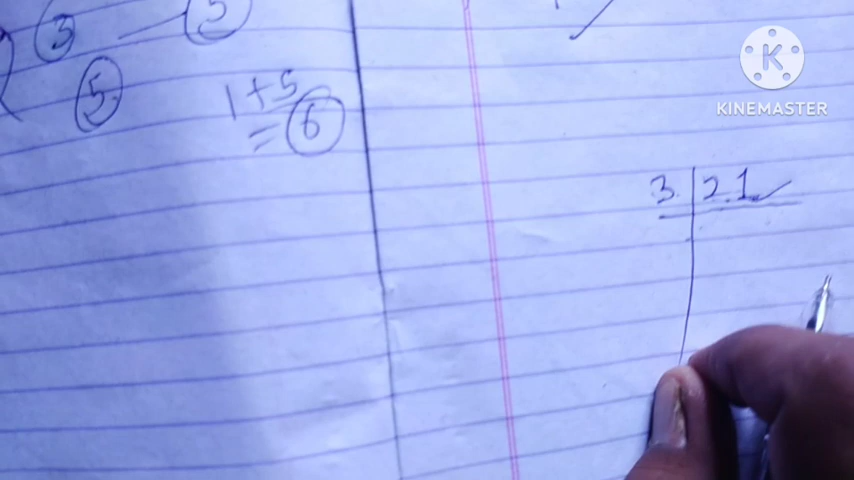 3 5
5
1+5
= 6
K
KINEMASTER
3 21